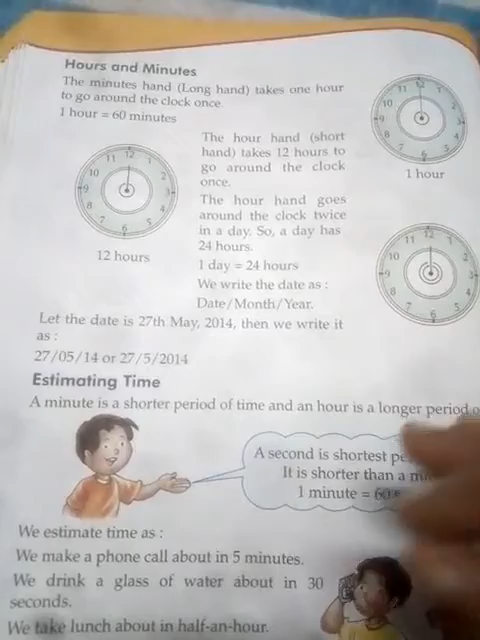 Hours and Minutes
The minutes hand (Long hand) takes one hour
to go around the clock once.
1 hour = 60 minutes
The hour hand (short
hand) takes 12 hours to
go around the clock
once.
The hour hand goes
around the clock twice
in a day. So, a day has
24 hours.
1 day = 24 hours
We write the date as :
Date/Month/Year.
1 hour
12 hours
Let the date is 27th May, 2014, then we write it
as :
27/05/14 or 27/5/2014
Estimating Time
A minute is a shorter period of time and an hour is a longer period
A second is shortest
It is shorter than a
1 minute = 60
We estimate time as :
We make a phone call about in 5 minutes.
We drink a glass of water about in 30
seconds.
We take lunch about in half-an-hour.